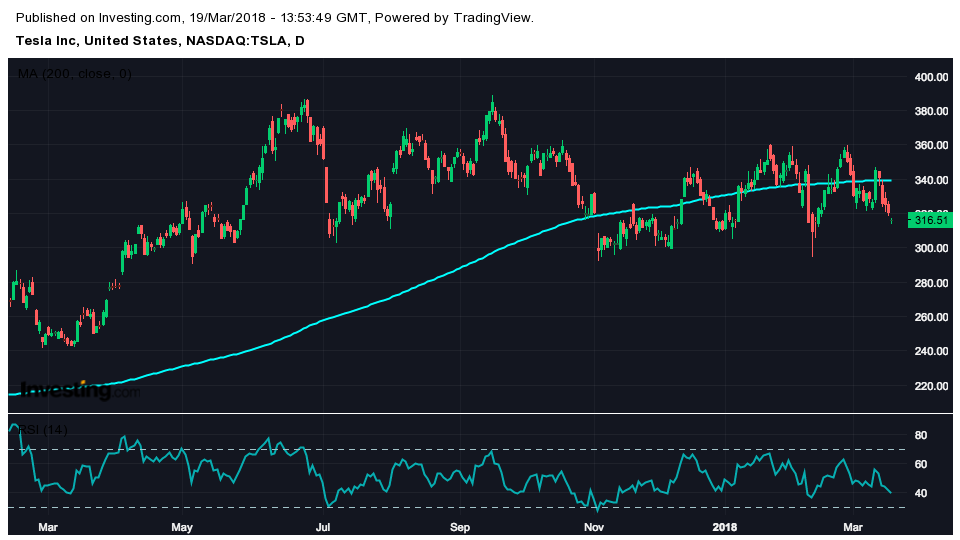 Published on Investing.com, 19/Mar/2018 - 13:53:49 GMT, Powered by TradingView.
Tesla Inc, United States, NASDAQ:TSLA, D
MA (200, close, 0)
400.00
380.00
360.00
340.00
320.00
316.51
300.00
280.00
260.00
240.00
220.00
Investing.com
RSI (14)
80
60
40
Mar May Jul Sep Nov 2018 Mar